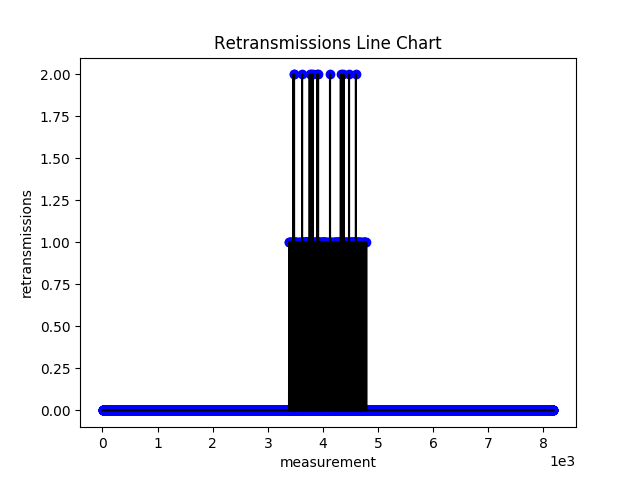 Retransmissions Line Chart
2.00
1.75
1.50
1.25
1.00
0.75
0.50
0.25
0.00
retransmissions
0 1 2 3 4 5 6 7 8
1e3
measurement